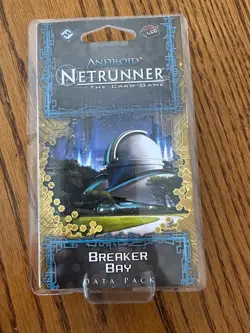 ANDROID
NETRUNNER
THE CARD GAME
BREAKER
BAY
DATA PACK